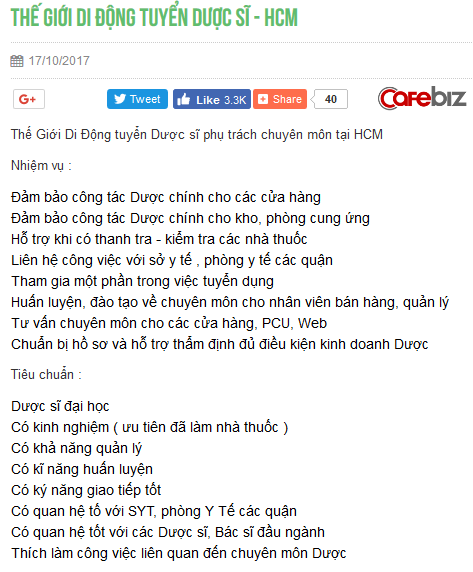 THẾ GIỚI DI ĐỘNG TUYỂN DƯỢC SĨ - HCM
17/10/2017
G+ Tweet Like 3.3K Share 40 CafeBiz
Thế Giới Di Động tuyển Dược sĩ phụ trách chuyên môn tại HCM
Nhiệm vụ :
Đảm bảo công tác Dược chính cho các cửa hàng
Đảm bảo công tác Dược chính cho kho, phòng cung ứng
Hỗ trợ khi có thanh tra - kiểm tra các nhà thuốc
Liên hệ công việc với sở y tế , phòng y tế các quận
Tham gia một phần trong việc tuyển dụng
Huấn luyện, đào tạo về chuyên môn cho nhân viên bán hàng, quản lý
Tư vấn chuyên môn cho các cửa hàng, PCU, Web
Chuẩn bị hồ sơ và hỗ trợ thẩm định đủ điều kiện kinh doanh Dược
Tiêu chuẩn :
Dược sĩ đại học
Có kinh nghiệm ( ưu tiên đã làm nhà thuốc )
Có khả năng quản lý
Có kĩ năng huấn luyện
Có ký năng giao tiếp tốt
Có quan hệ tố với SYT, phòng Y Tế các quận
Có quan hệ tốt với các Dược sĩ, Bác sĩ đầu ngành
Thích làm công việc liên quan đến chuyên môn Dược